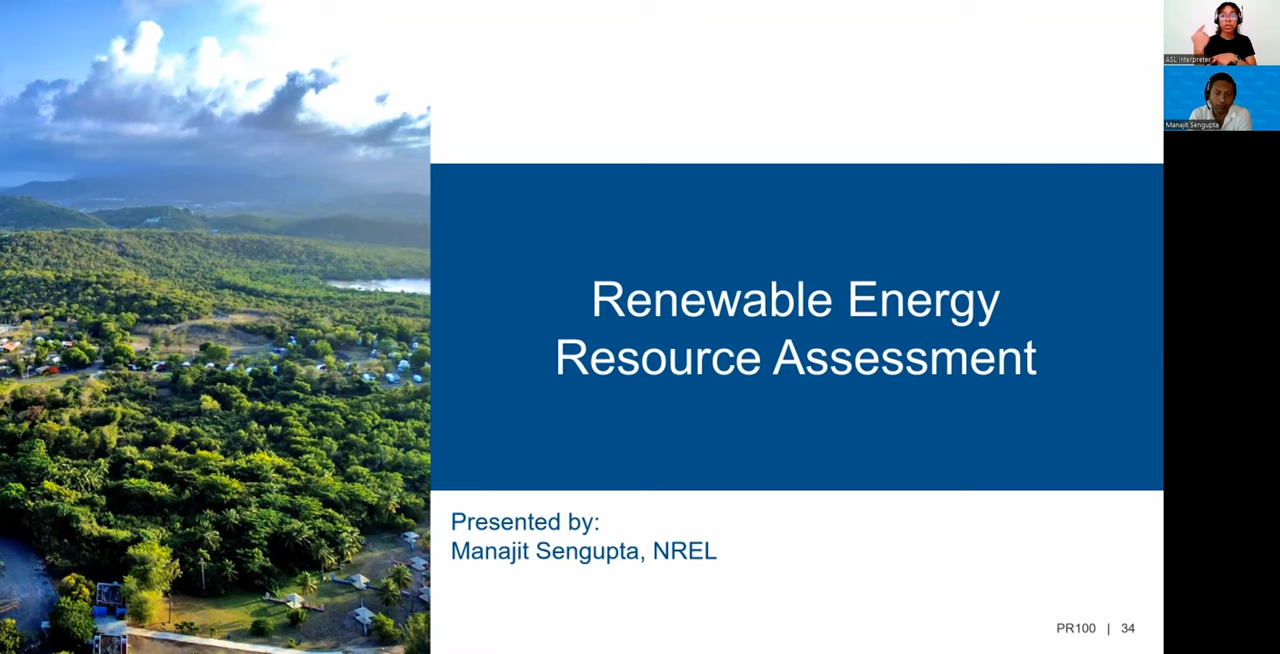 Renewable Energy
Resource Assessment
Presented by:
Manajit Sengupta, NREL
PR100 | 34
ASL Interpreter
Manajit Sengupta